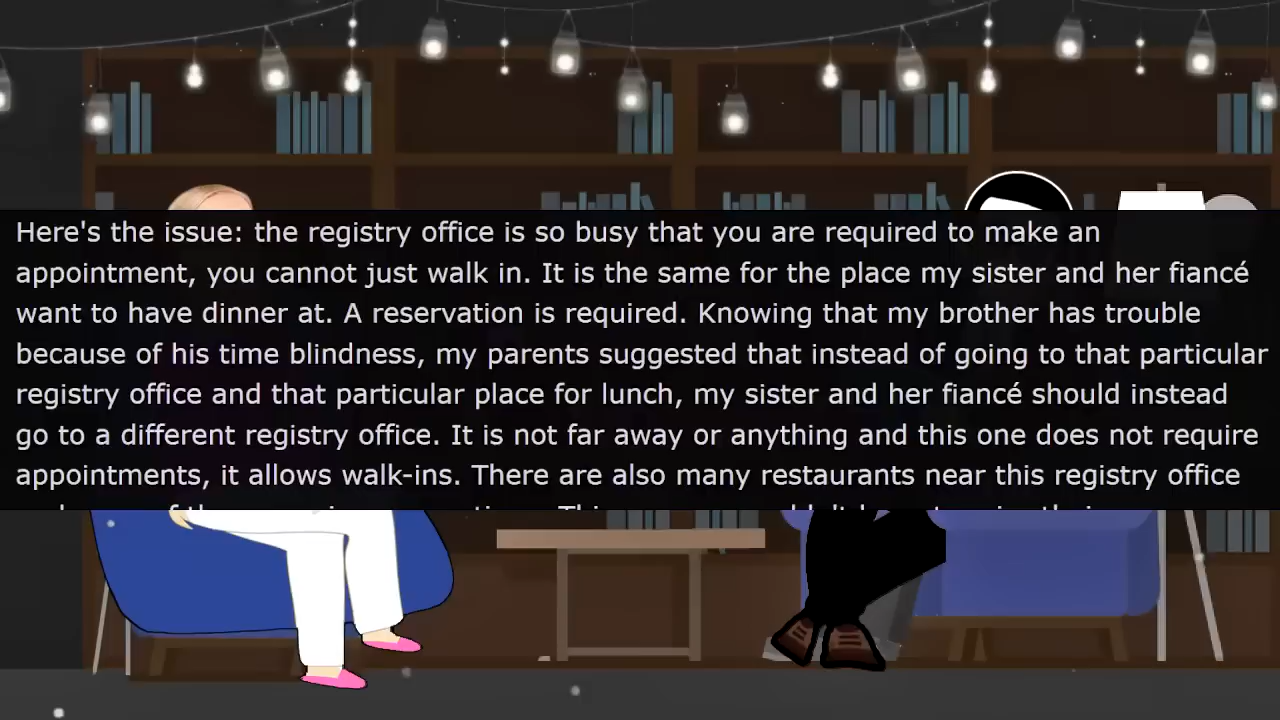 Here's the issue: the registry office is so busy that you are required to make an
appointment, you cannot just walk in. It is the same for the place my sister and her fiancé
want to have dinner at. A reservation is required. Knowing that my brother has trouble
because of his time blindness, my parents suggested that instead of going to that particular
registry office and that particular place for lunch, my sister and her fiancé should instead
go to a different registry office. It is not far away or anything and this one does not require
appointments, it allows walk-ins. There are also many restaurants near this registry office